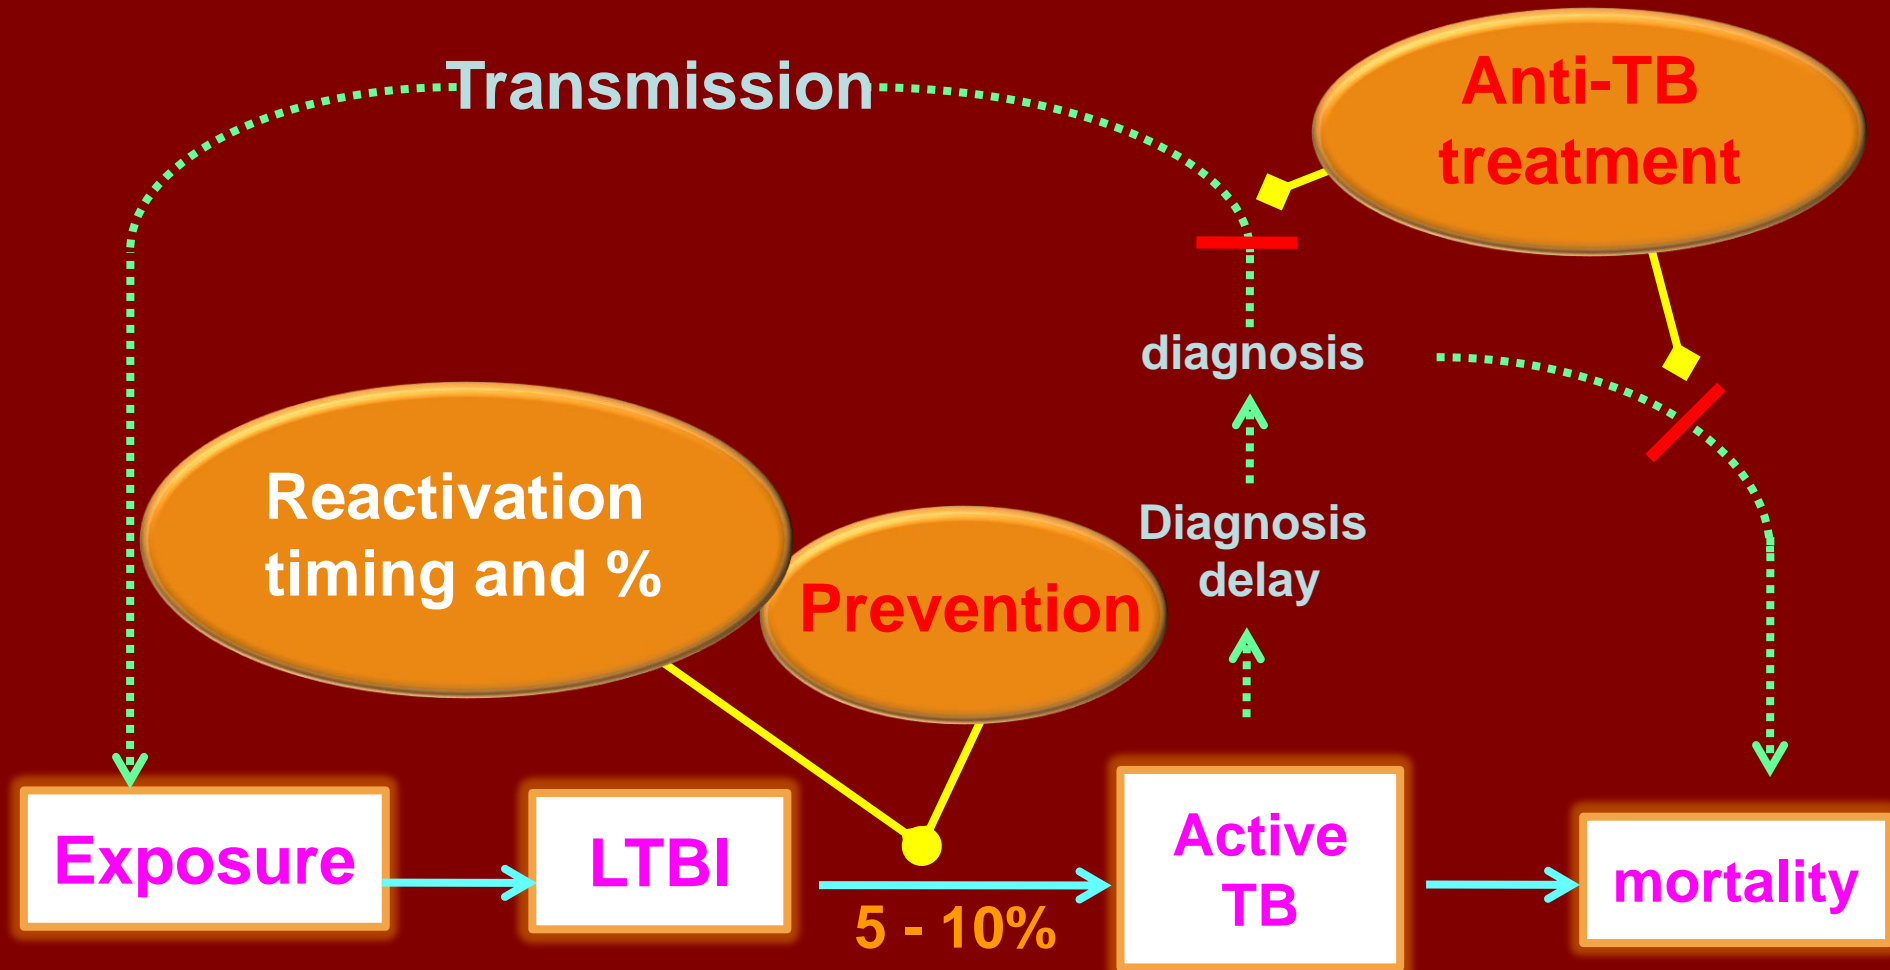 Transmission
Anti-TB
treatment
diagnosis
Reactivation
timing and %
Diagnosis
delay
Prevention
Exposure
LTBI
5 - 10%
Active
TB
mortality